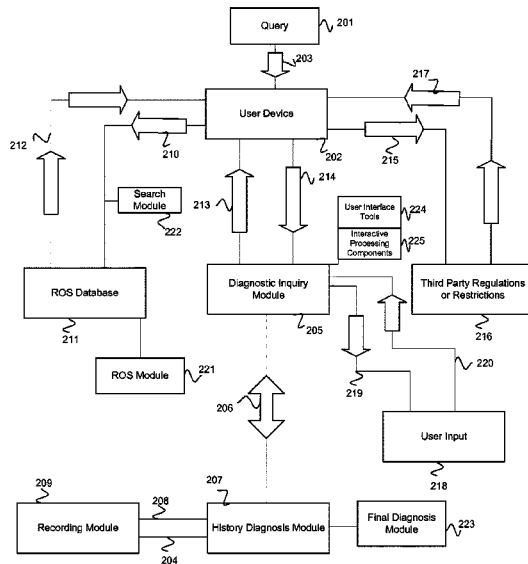 Query
201
203
217
212
User Device
210
202
215
213
214
Search Module
222
User Interface Tools
224
Interactive Processing Components
225
ROS Database
211
Diagnostic Inquiry Module
205
Third Party Regulations or Restrictions
216
ROS Module
221
206
219
220
User Input
218
209
Recording Module
208
204
207
History Diagnosis Module
Final Diagnosis Module
223